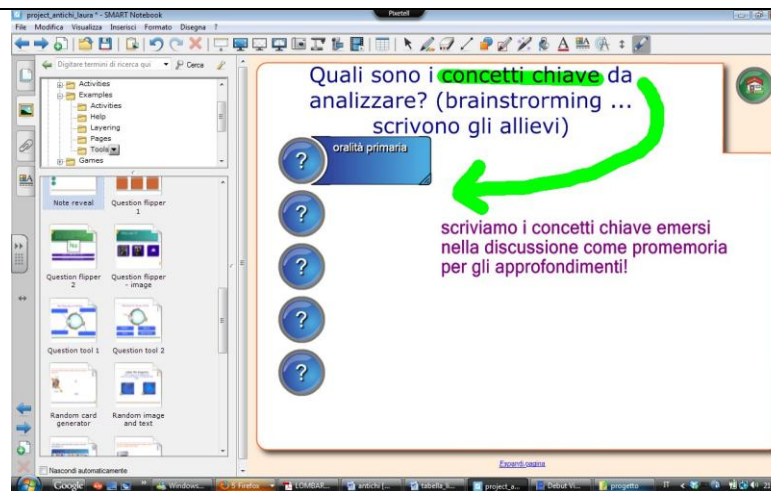 project_antichi_laura * - SMART Notebook
Pixetell
File Modifica Visualizza Inserisci Formato Disegna ?
Digitare termini di ricerca qui
Cerca
Activities
Examples
Activities
Help
Layering
Pages
Tools
Games
Note reveal
Question flipper 1
Question flipper 2
Question flipper - image
Question tool 1
Question tool 2
Random card generator
Random image and text
Nascondi automaticamente
Quali sono i concetti chiave da
analizzare? (brainstrorming ...
scrivono gli allievi)
? oralità primaria
?
?
?
?
scriviamo i concetti chiave emersi
nella discussione come promemoria
per gli approfondimenti!
Espandi pagina
Google
Windows...
5 Firefox
LOMBAR...
antichi [...
tabella_li...
project_a...
Debut Vi...
progetto
IT